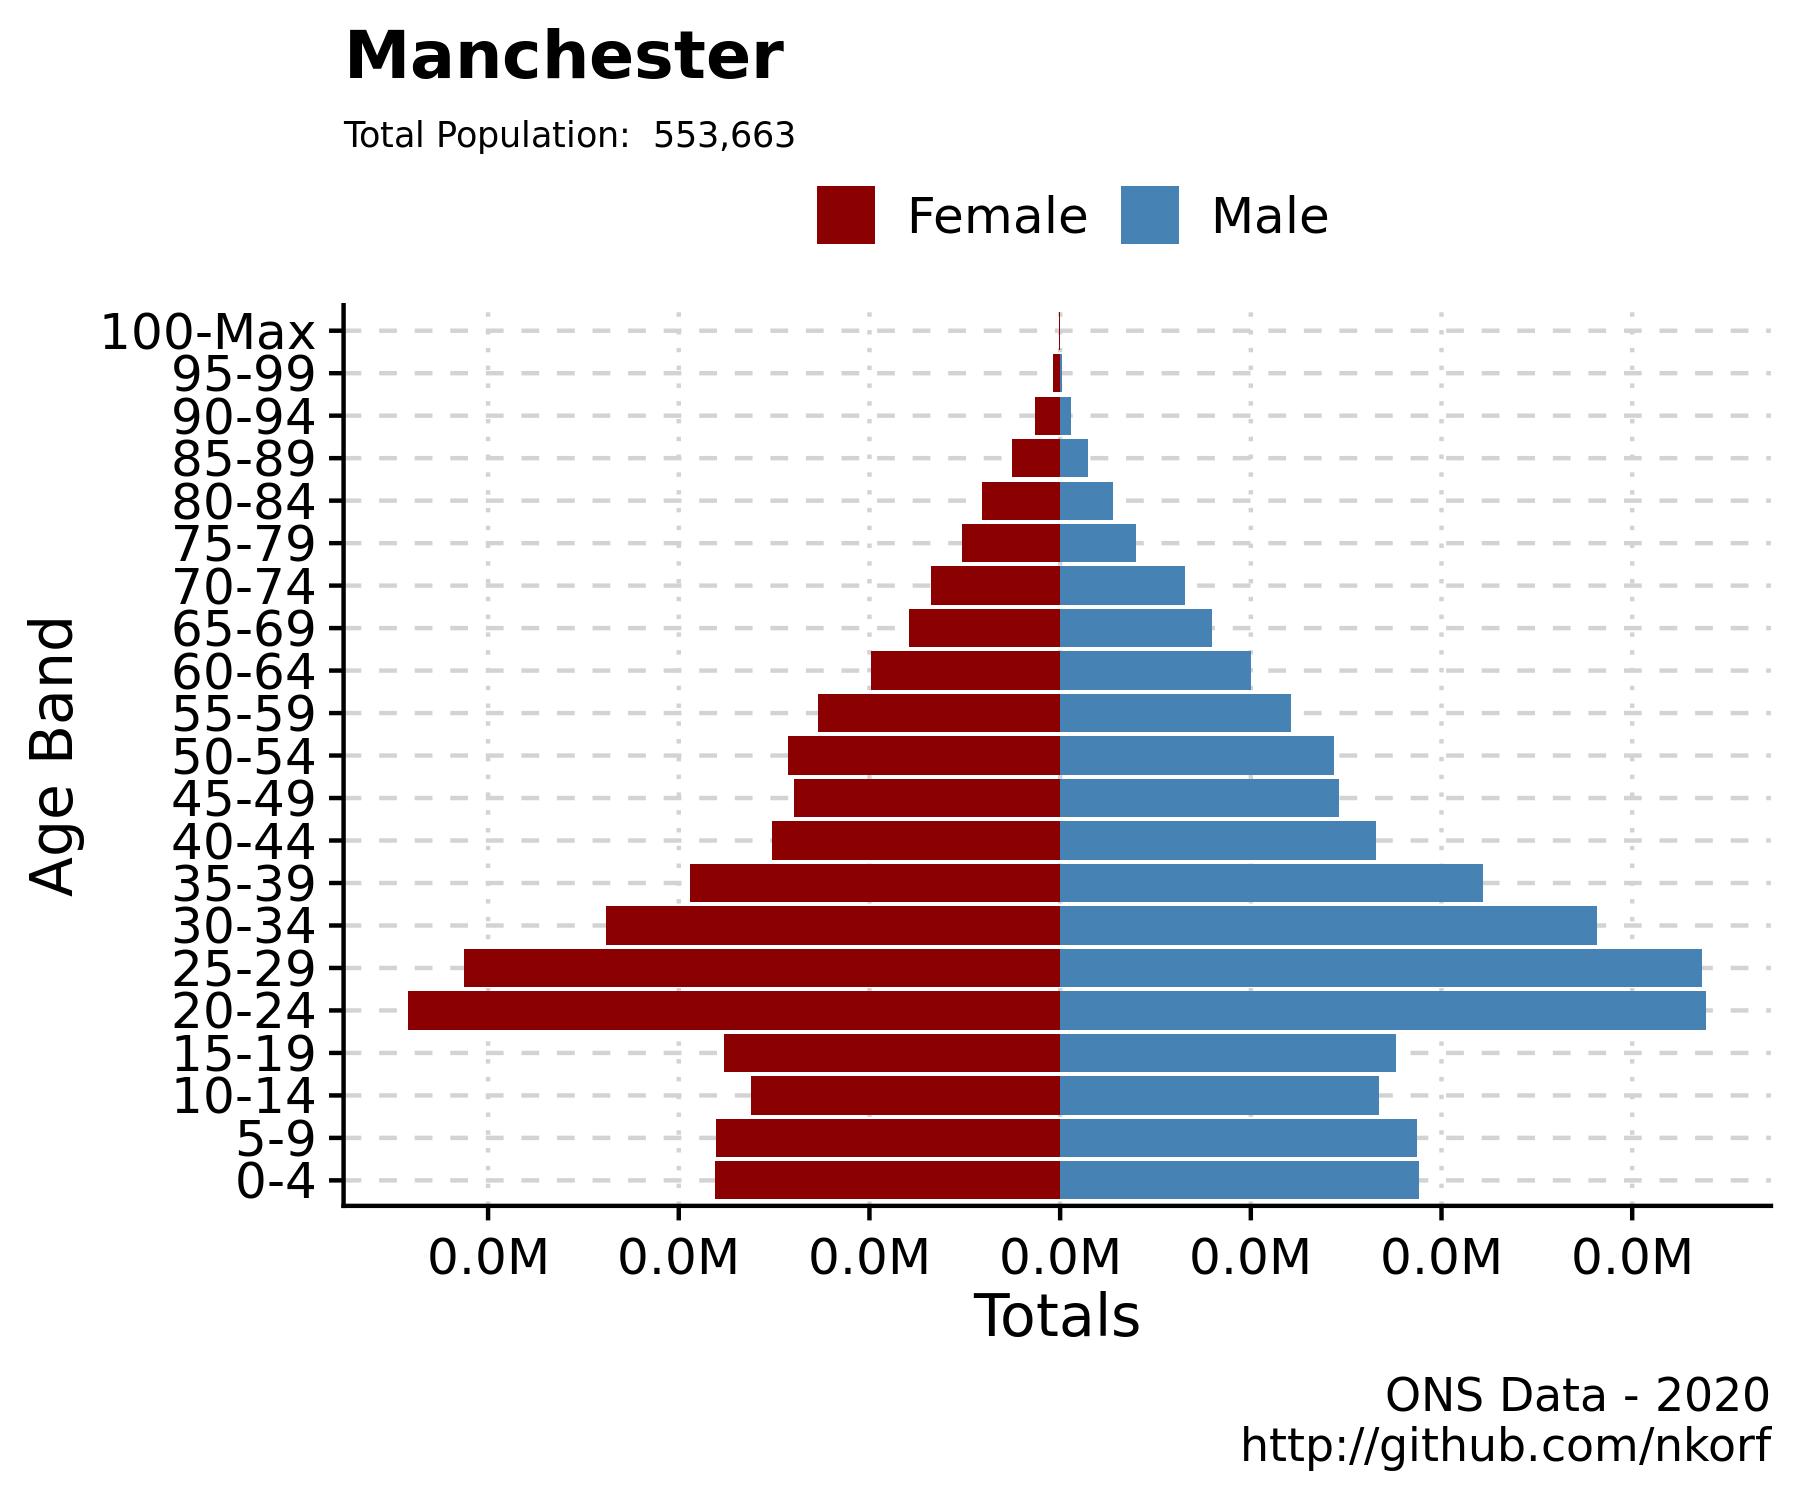 Manchester
Total Population:  553,663
Female Male
100-Max
95-99
90-94
85-89
80-84
75-79
70-74
65-69
60-64
55-59
50-54
45-49
40-44
35-39
30-34
25-29
20-24
15-19
10-14
5-9
0-4
Age Band
0.0M 0.0M 0.0M 0.0M 0.0M 0.0M 0.0M
Totals
ONS Data - 2020
http://github.com/nkorf